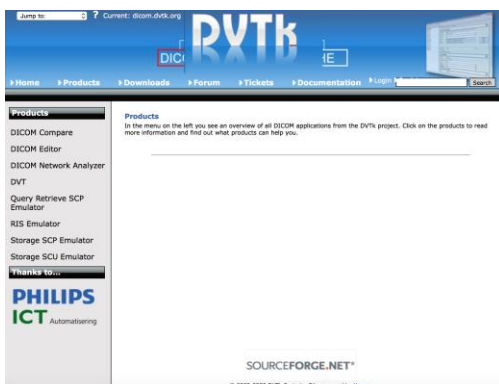 Jump to: ? Current: dicom.dvtk.org
DVTk
DIC
HE
Home Products Downloads Forum Tickets Documentation Login
Search
Products
DICOM Compare
DICOM Editor
DICOM Network Analyzer
DVT
Query Retrieve SCP
Emulator
RIS Emulator
Storage SCP Emulator
Storage SCU Emulator
Thanks to...
PHILIPS
ICT Automatisering
Products
In the menu on the left you see an overview of all DICOM applications from the DVTk project. Click on the products to read
more information and find out what products can help you.
SOURCEFORGE.NET®